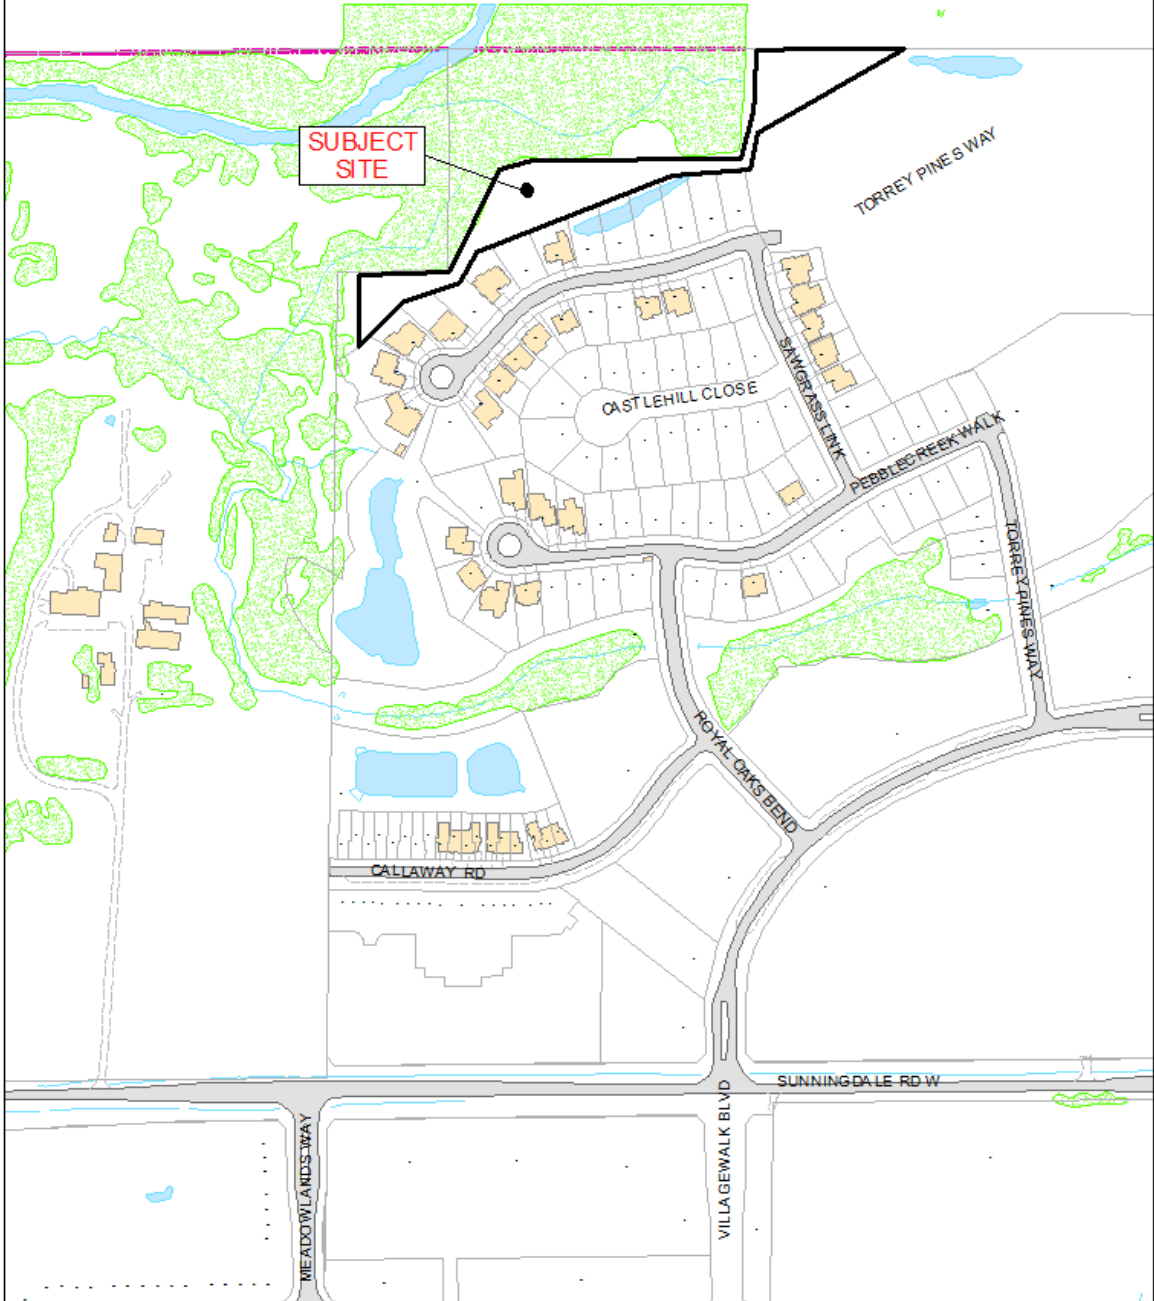 SUBJECT
SITE
TORREY PINES WAY
SAWGRASS LINK
CASTLEHILL CLOSE
PEBBLECREEK WALK
TORREY PINES WAY
ROYAL OAKS BEND
CALLAWAY RD
SUNNINGDALE RD W
VILLAGEWALK BLVD
MEADOWLANDS WAY